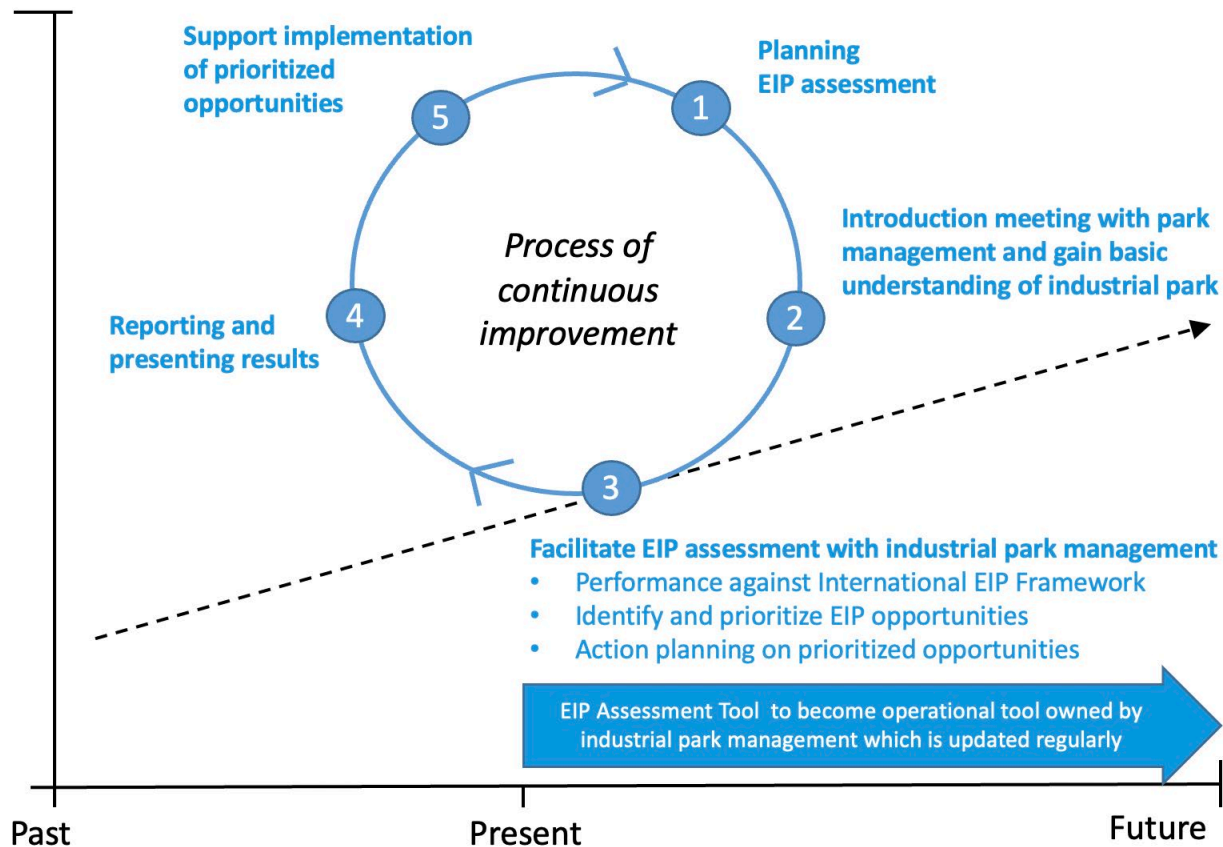 Support implementation
of prioritized
opportunities
Planning
EIP assessment
5
1
Process of
continuous
improvement
Introduction meeting with park
management and gain basic
understanding of industrial park
4
2
Reporting and
presenting results
3
Facilitate EIP assessment with industrial park management
• Performance against International EIP Framework
• Identify and prioritize EIP opportunities
• Action planning on prioritized opportunities
EIP Assessment Tool to become operational tool owned by
industrial park management which is updated regularly
Past
Present
Future